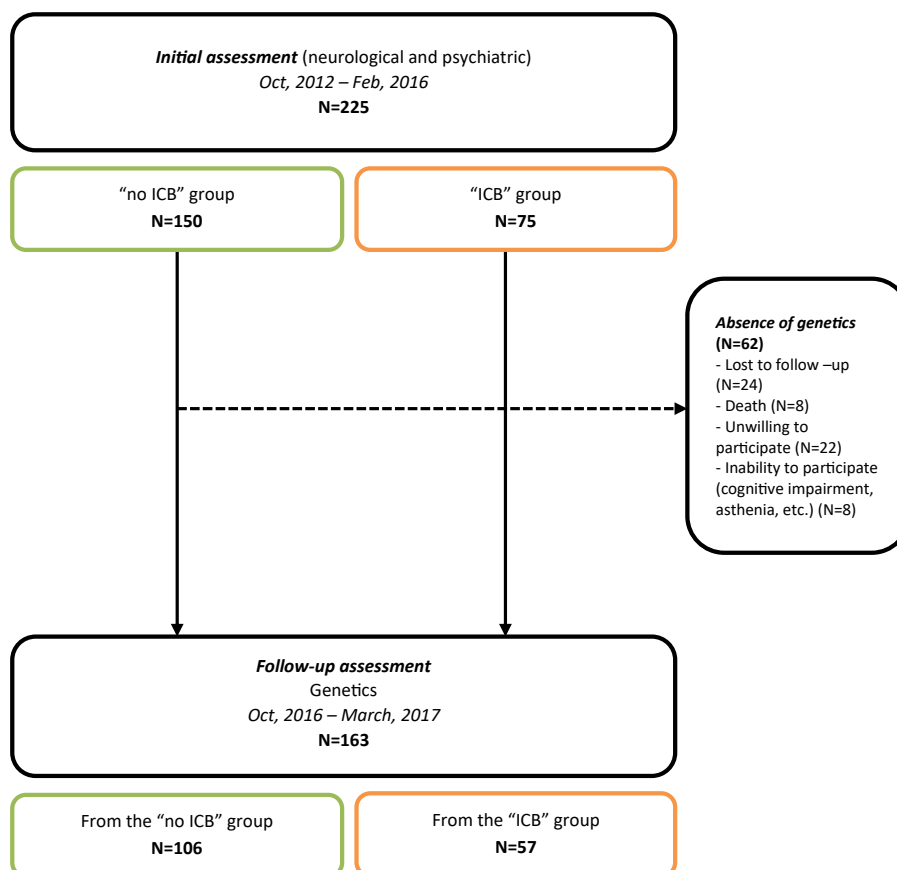 Initial assessment (neurological and psychiatric)
Oct, 2012 – Feb, 2016
N=225
“no ICB” group
N=150
“ICB” group
N=75
Absence of genetics
(N=62)
- Lost to follow –up
(N=24)
- Death (N=8)
- Unwilling to
participate (N=22)
- Inability to participate
(cognitive impairment,
asthenia, etc.) (N=8)
Follow-up assessment
Genetics
Oct, 2016 – March, 2017
N=163
From the “no ICB” group
N=106
From the “ICB” group
N=57